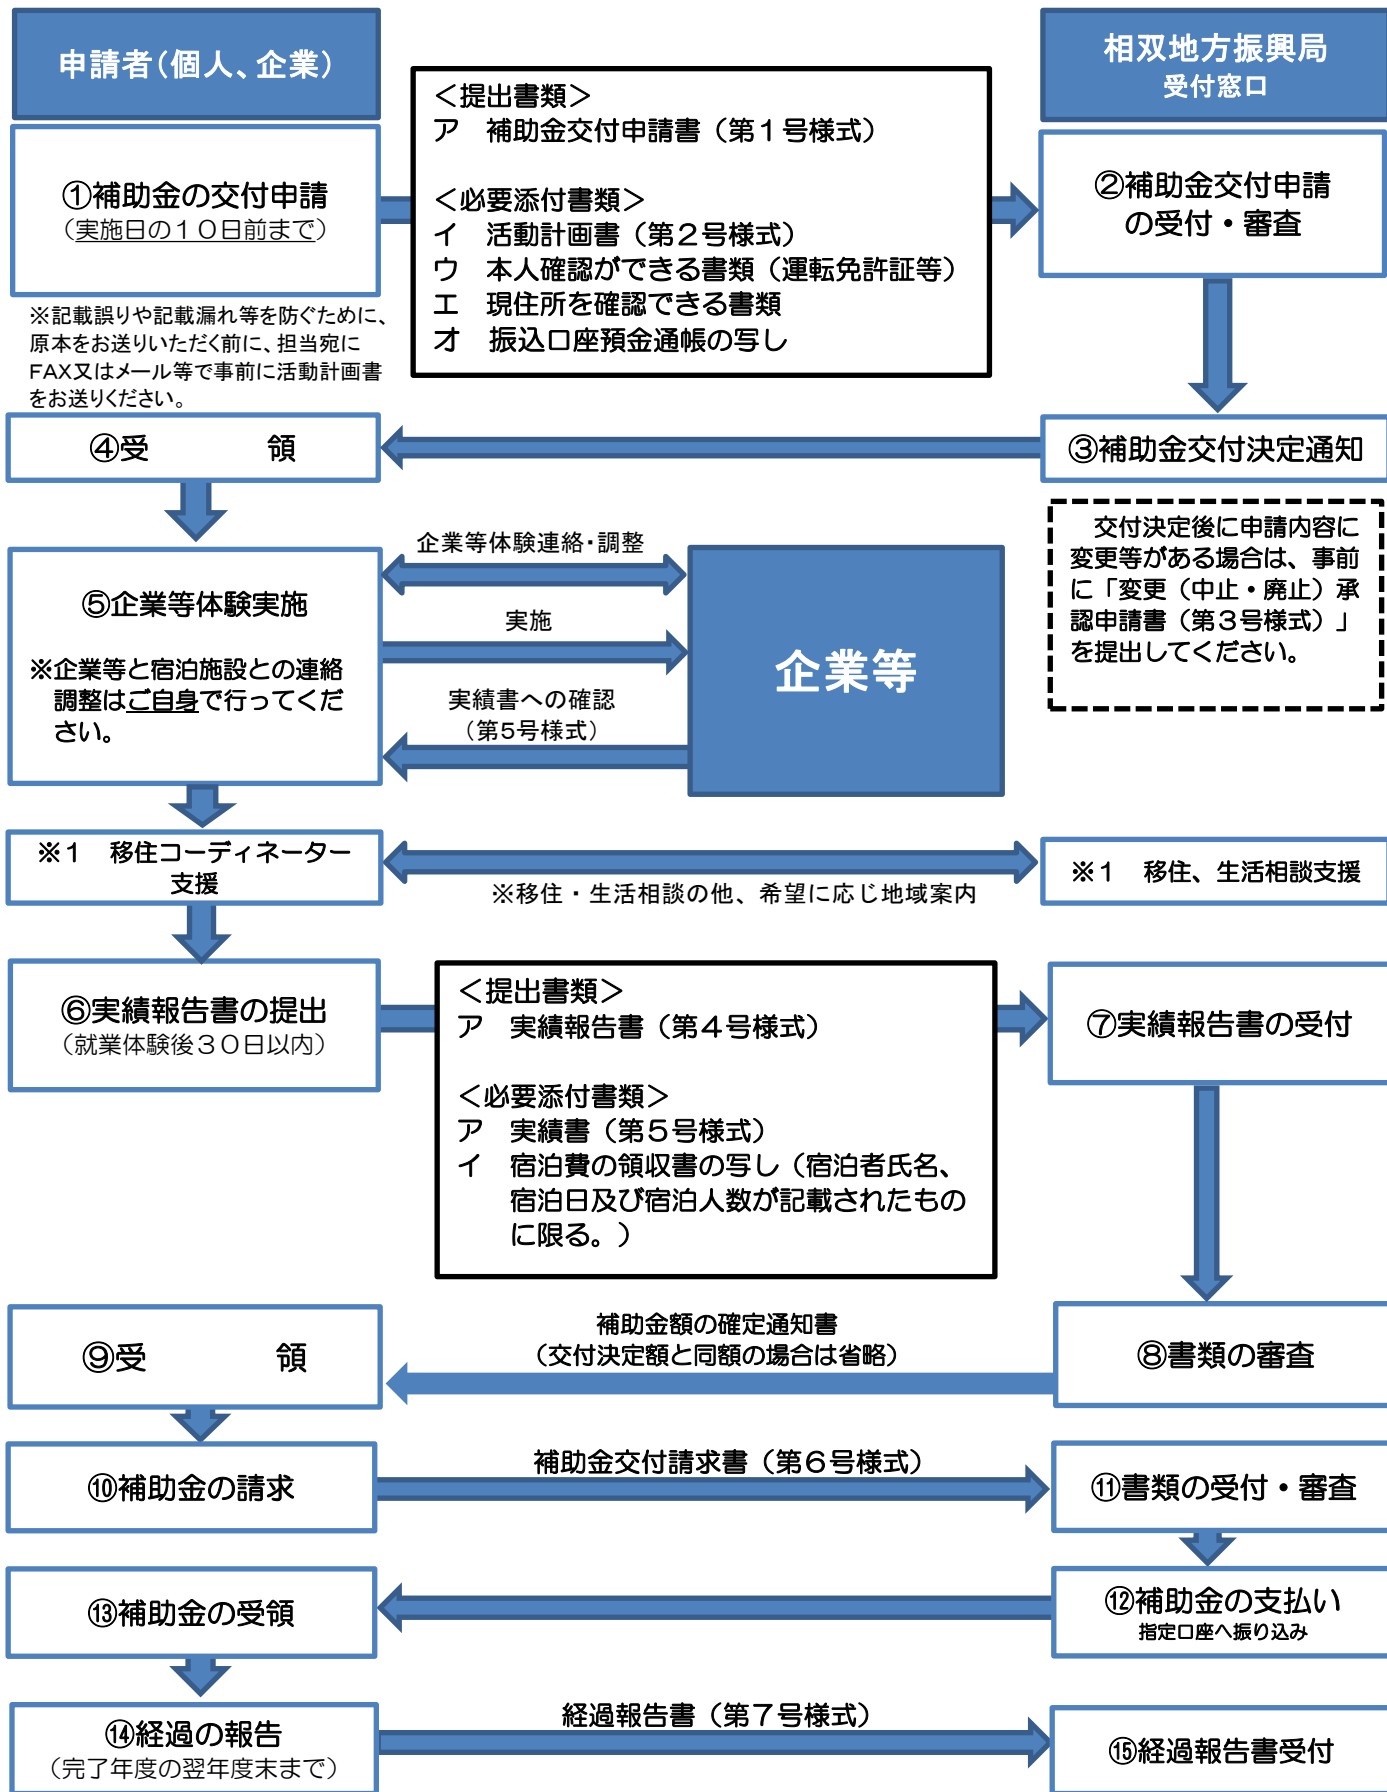 申請者（個人、企業）
相双地方振興局
受付窓口
①補助金の交付申請
（実施日の１０日前まで）
＜提出書類＞
ア　補助金交付申請書（第１号様式）
＜必要添付書類＞
イ　活動計画書（第２号様式）
ウ　本人確認ができる書類（運転免許証等）
エ　現住所を確認できる書類
オ　振込口座預金通帳の写し
②補助金交付申請
の受付・審査
※記載誤りや記載漏れ等を防ぐために、
原本をお送りいただく前に、担当宛に
FAX又はメール等で事前に活動計画書
をお送りください。
④受　　　　領
③補助金交付決定通知
交付決定後に申請内容に
変更等がある場合は、事前
に「変更（中止・廃止）承
認申請書（第３号様式）」
を提出してください。
⑤企業等体験実施
※企業等と宿泊施設との連絡
調整はご自身で行ってくだ
さい。
企業等体験連絡・調整
実施
実績書への確認
（第5号様式）
企業等
※１　移住コーディネーター
支援
※移住・生活相談の他、希望に応じ地域案内
※１　移住、生活相談支援
⑥実績報告書の提出
（就業体験後３０日以内）
＜提出書類＞
ア　実績報告書（第４号様式）
＜必要添付書類＞
ア　実績書（第５号様式）
イ　宿泊費の領収書の写し（宿泊者氏名、
宿泊日及び宿泊人数が記載されたもの
に限る。）
⑦実績報告書の受付
⑨受　　　　領
補助金額の確定通知書
（交付決定額と同額の場合は省略）
⑧書類の審査
⑩補助金の請求
補助金交付請求書（第６号様式）
⑪書類の受付・審査
⑬補助金の受領
⑫補助金の支払い
指定口座へ振り込み
⑭経過の報告
（完了年度の翌年度末まで）
経過報告書（第７号様式）
⑮経過報告書受付